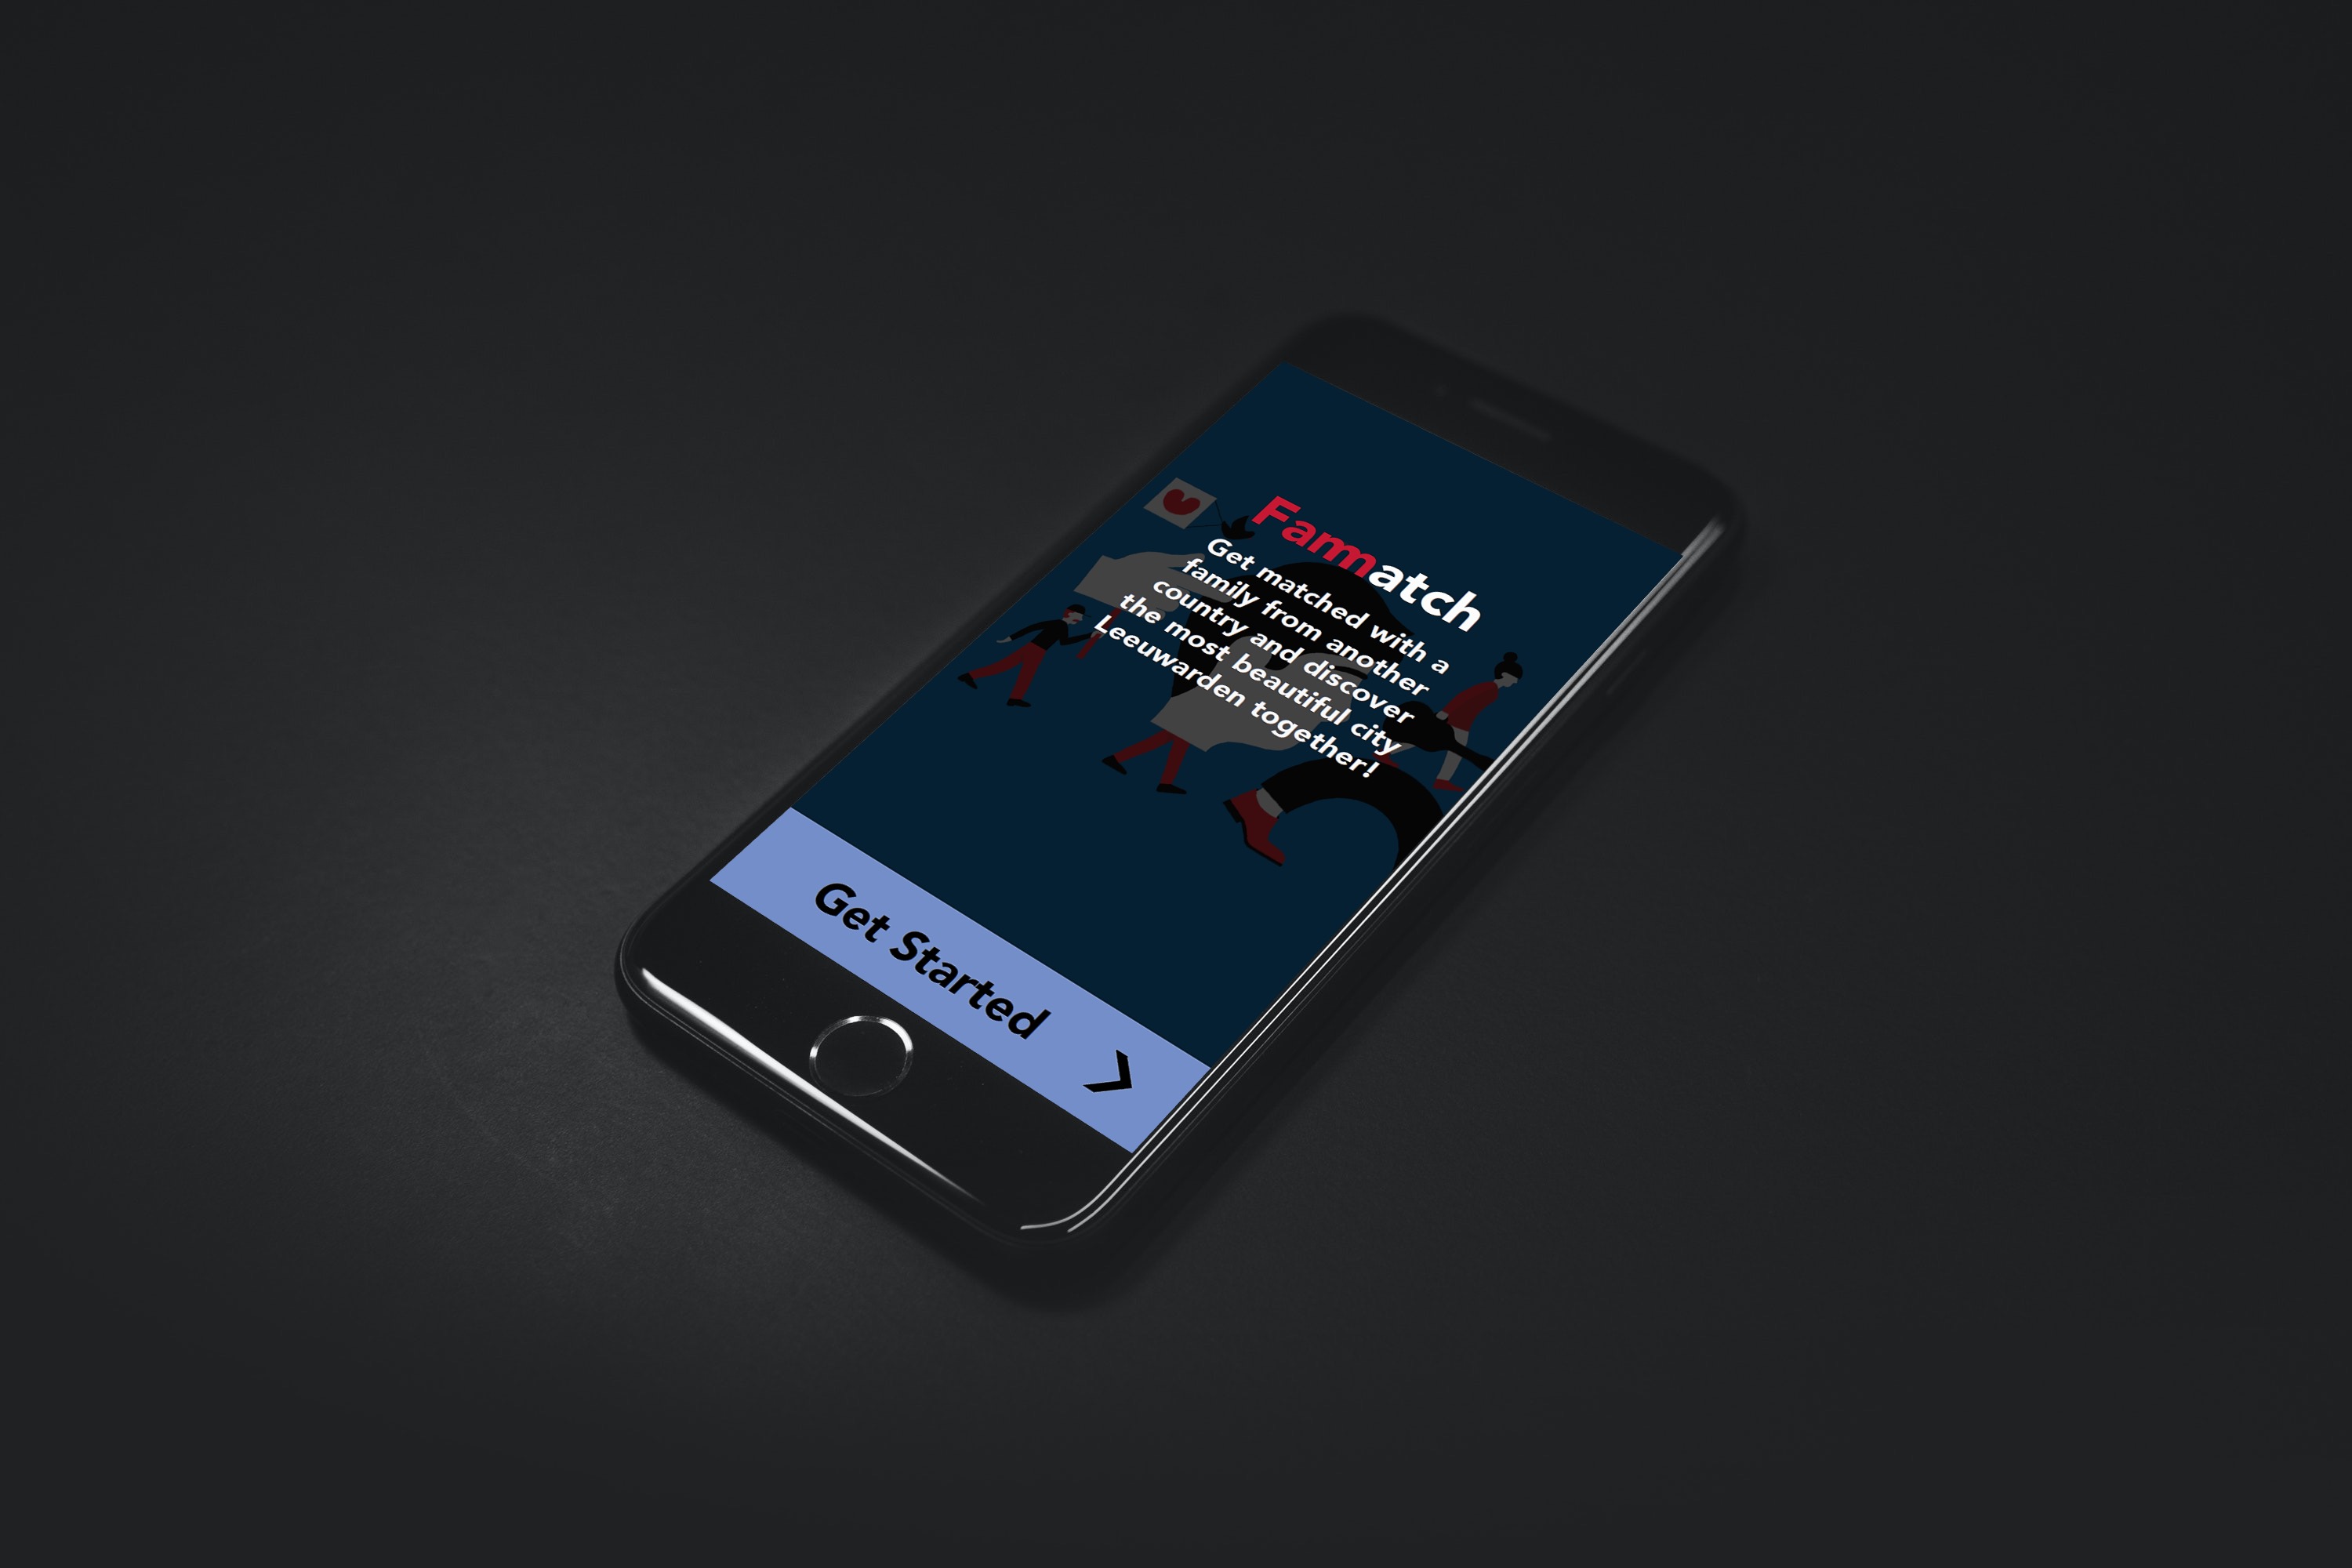 Fammatch
Get matched with a
family from another
country and discover
the most beautiful city
Leeuwarden together!
Get Started